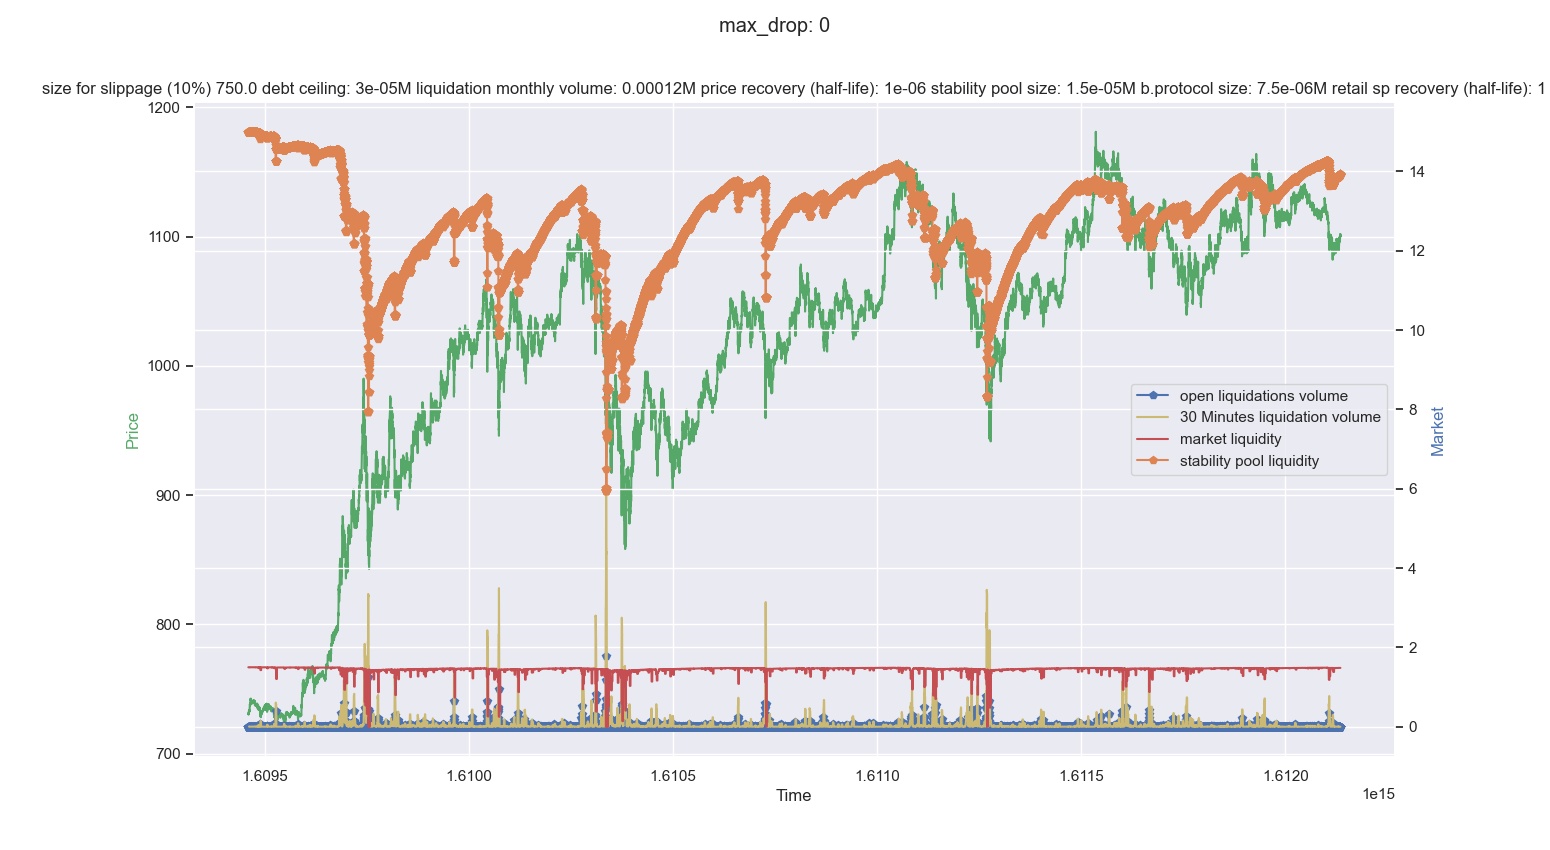 max_drop: 0
size for slippage (10%) 750.0 debt ceiling: 3e-05M liquidation monthly volume: 0.00012M price recovery (half-life): 1e-06 stability pool size: 1.5e-05M b.protocol size: 7.5e-06M retail sp recovery (half-life): 1
1200
1100
1000
900
800
700
Price
14
12
10
8
6
4
2
0
Market
open liquidations volume
30 Minutes liquidation volume
market liquidity
stability pool liquidity
1.6095 1.6100 1.6105 1.6110 1.6115 1.6120
Time
1e15